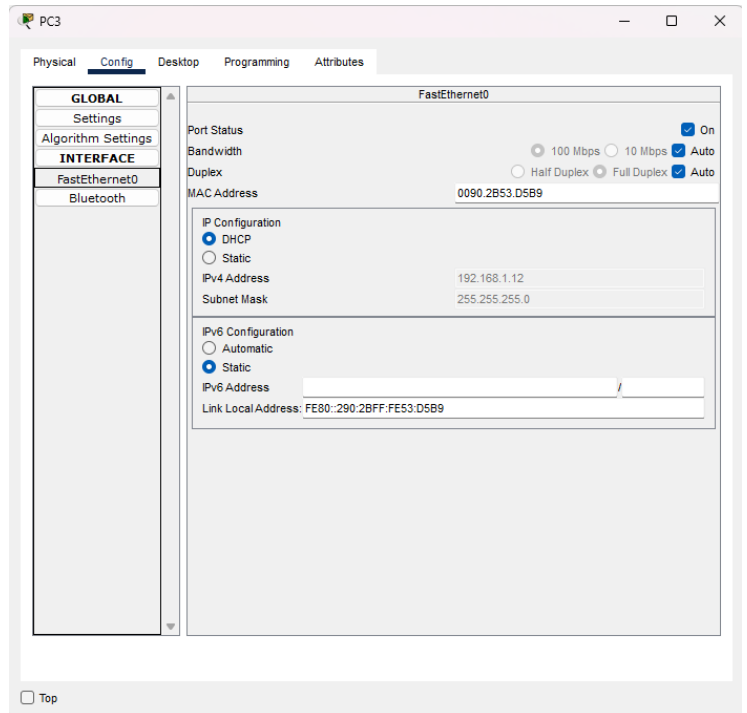 PC3
Physical Config Desktop Programming Attributes
GLOBAL
Settings
Algorithm Settings
INTERFACE
FastEthernet0
Bluetooth
FastEthernet0
Port Status On
Bandwidth 100 Mbps 10 Mbps Auto
Duplex Half Duplex Full Duplex Auto
MAC Address 0090.2B53.D5B9
IP Configuration
DHCP
Static
IPv4 Address 192.168.1.12
Subnet Mask 255.255.255.0
IPv6 Configuration
Automatic
Static
IPv6 Address /
Link Local Address: FE80::290:2BFF:FE53:D5B9
Top